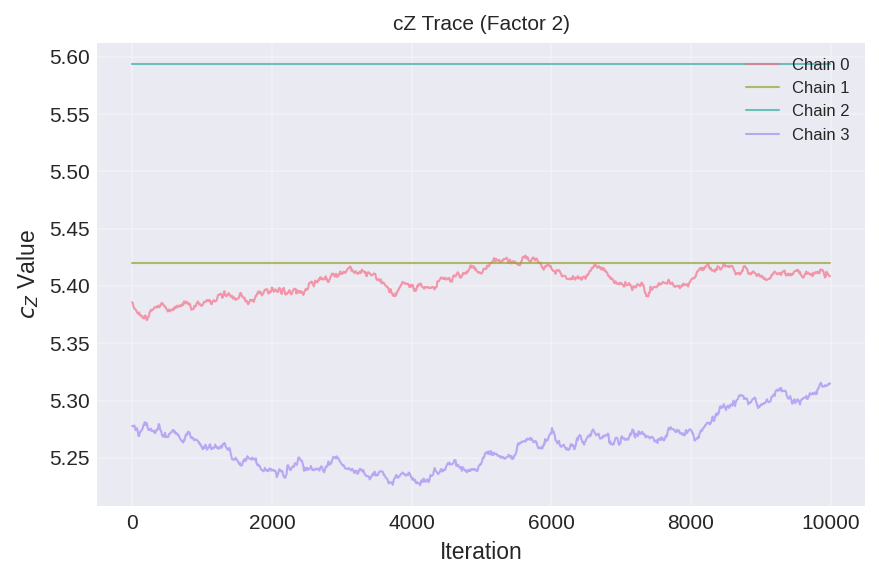 cZ Trace (Factor 2)
5.60
5.55
5.50
5.45
5.40
5.35
5.30
5.25
cZ Value
Chain 0
Chain 1
Chain 2
Chain 3
0
2000
4000
6000
8000
10000
Iteration